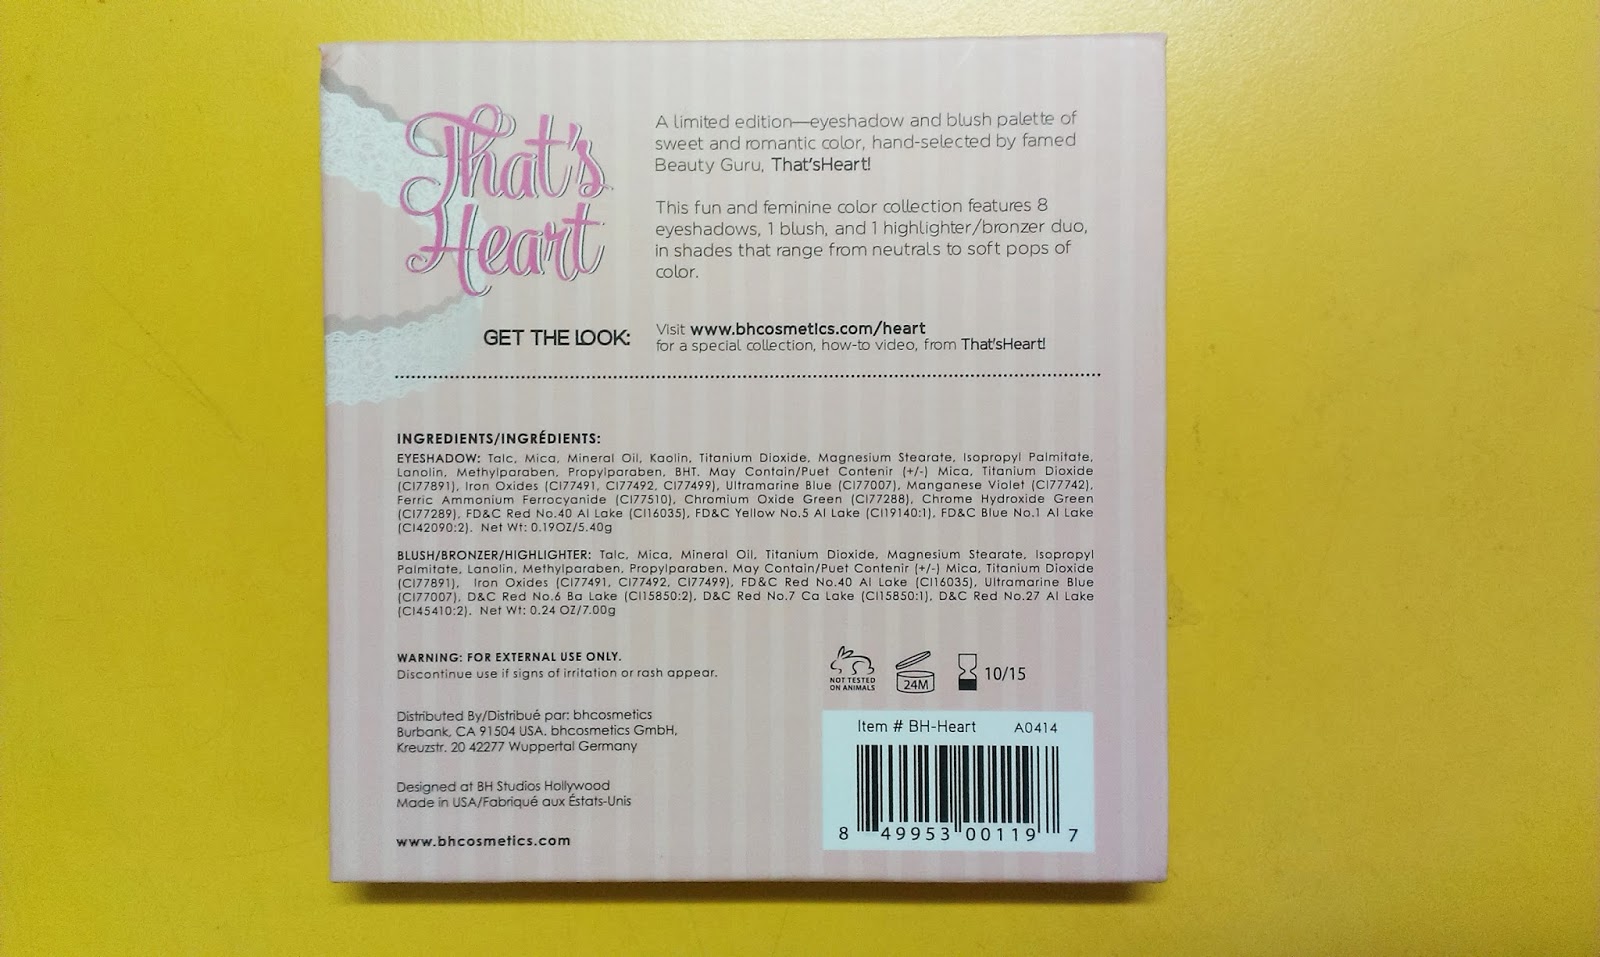 That's
Heart
A limited edition—eyeshadow and blush palette of
sweet and romantic color, hand-selected by famed
Beauty Guru, That'sHeart!
This fun and feminine color collection features 8
eyeshadows, 1 blush, and 1 highlighter/bronzer duo,
in shades that range from neutrals to soft pops of
color.
GET THE LOOK:
Visit www.bhcosmetics.com/heart
for a special collection, how-to video, from That'sHeart!
INGREDIENTS/INGRÉDIENTS:
EYESHADOW: Talc, Mica, Mineral Oil, Kaolin, Titanium Dioxide, Magnesium Stearate, Isopropyl Palmitate,
Lanolin, Methylparaben, Propylparaben, BHT. May Contain/Puet Contenir (+/-) Mica, Titanium Dioxide
(CI77891), Iron Oxides (CI77491, CI77492, CI77499), Ultramarine Blue (CI77007), Manganese Violet (CI77742),
Ferric Ammonium Ferrocyanide (CI77510), Chromium Oxide Green (CI77288), Chrome Hydroxide Green
(CI77289), FD&C Red No.40 Al Lake (CI16035), FD&C Yellow No.5 Al Lake (CI19140:1), FD&C Blue No.1 Al Lake
(CI42090:2). Net Wt: 0.19OZ/5.40g
BLUSH/BRONZER/HIGHLIGHTER: Talc, Mica, Mineral Oil, Titanium Dioxide, Magnesium Stearate, Isopropyl
Palmitate, Lanolin, Methylparaben, Propylparaben. May Contain/Puet Contenir (+/-) Mica, Titanium Dioxide
(CI77891), Iron Oxides (CI77491, CI77492, CI77499), FD&C Red No.40 Al Lake (CI16035), Ultramarine Blue
(CI77007), D&C Red No.6 Ba Lake (CI15850:2), D&C Red No.7 Ca Lake (CI15850:1), D&C Red No.27 Al Lake
(CI45410:2). Net Wt: 0.24 OZ/7.00g
WARNING: FOR EXTERNAL USE ONLY.
Discontinue use if signs of irritation or rash appear.
NOT TESTED
ON ANIMALS
24M
10/15
Distributed By/Distribué par: bhcosmetics
Burbank, CA 91504 USA. bhcosmetics GmbH,
Kreuzstr. 20 42277 Wuppertal Germany
Designed at BH Studios Hollywood
Made in USA/Fabriqué aux Éstats-Unis
www.bhcosmetics.com
Item # BH-Heart A0414
8 49953 00119 7